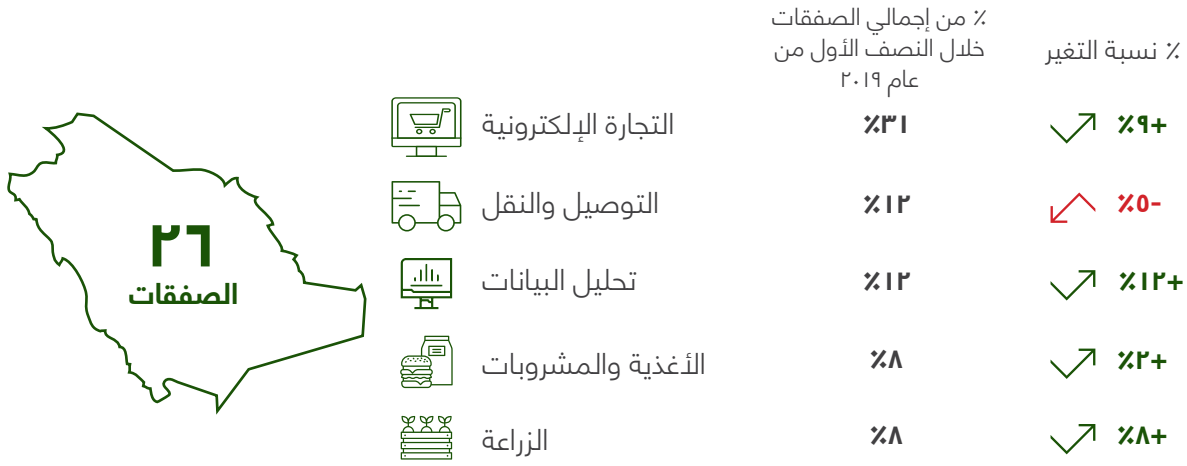 ٪ من إجمالي الصفقات
خلال النصف الأول من
عام ٢٠١٩
٪ نسبة التغير
٢٦
الصفقات
التجارة الإلكترونية
٪٣١
٪٩+
التوصيل والنقل
٪١٢
٪٥-
تحليل البيانات
٪١٢
٪١٢+
الأغذية والمشروبات
٪٨
٪٢+
الزراعة
٪٨
٪٨+